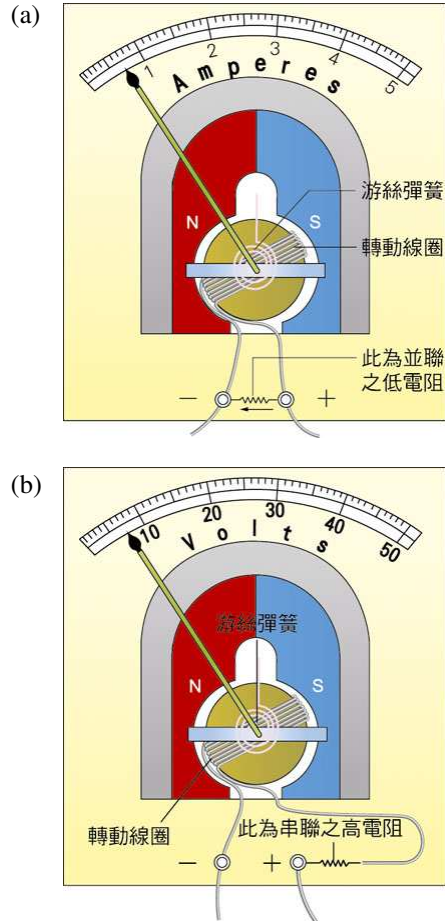 (a)
1 2 3 4 5
Amperes
N S
游絲彈簧
轉動線圈
此為並聯
之低電阻
− +
(b)
10 20 30 40 50
Volts
游絲彈簧
N S
轉動線圈
此為串聯之高電阻
− +